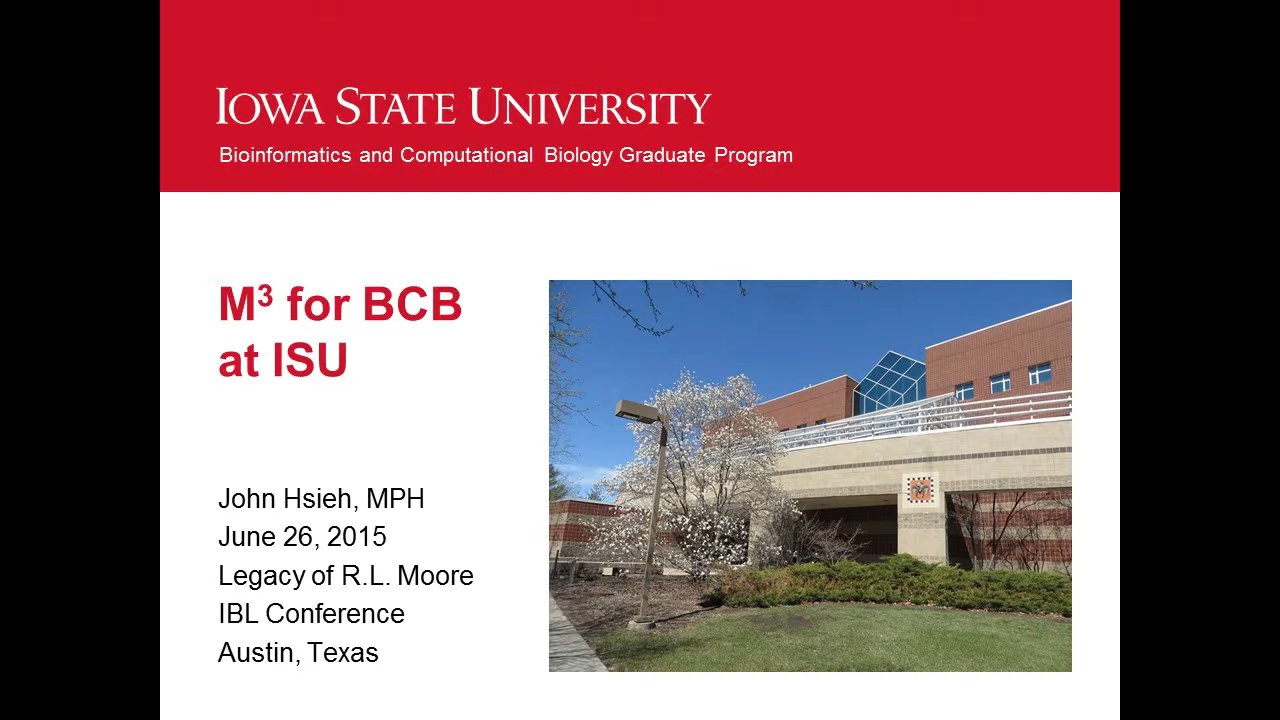 IOWA STATE UNIVERSITY
Bioinformatics and Computational Biology Graduate Program
M³ for BCB
at ISU
John Hsieh, MPH
June 26, 2015
Legacy of R.L. Moore
IBL Conference
Austin, Texas